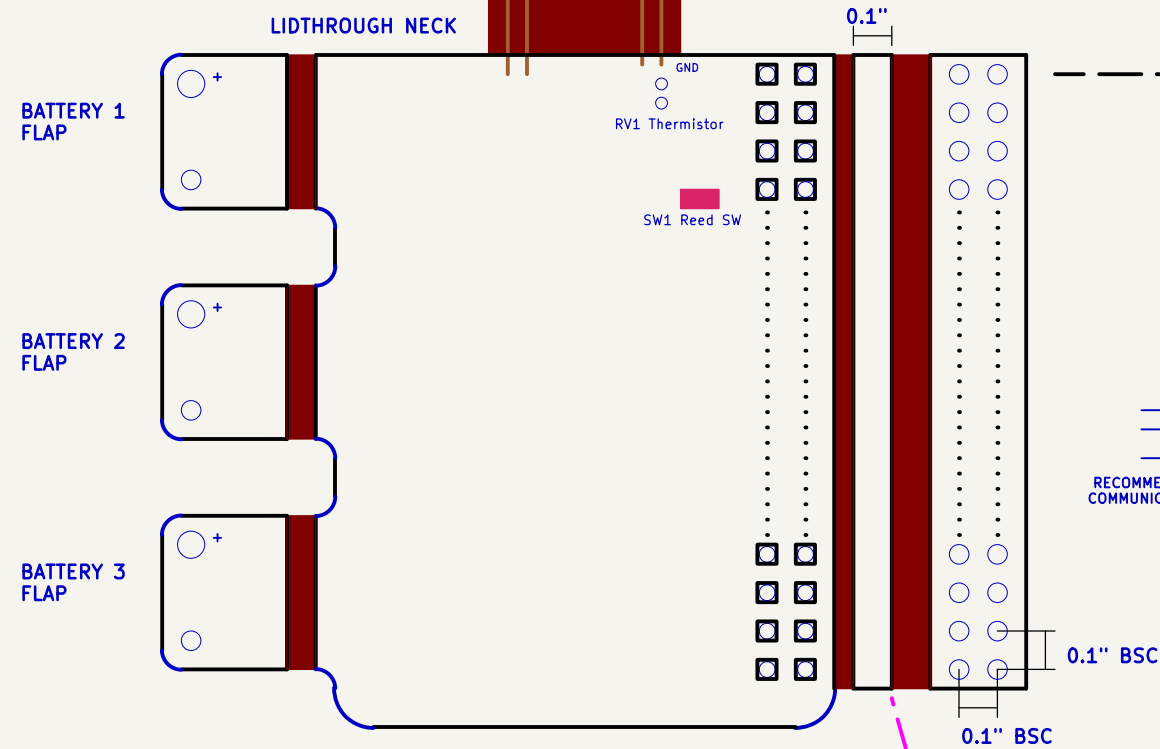 LIDTHROUGH NECK
0.1"
GND
+
BATTERY 1
FLAP
RV1 Thermistor
SW1 Reed SW
+
BATTERY 2
FLAP
RECOMME
COMMUNIC
+
BATTERY 3
FLAP
0.1" BSC
0.1" BSC